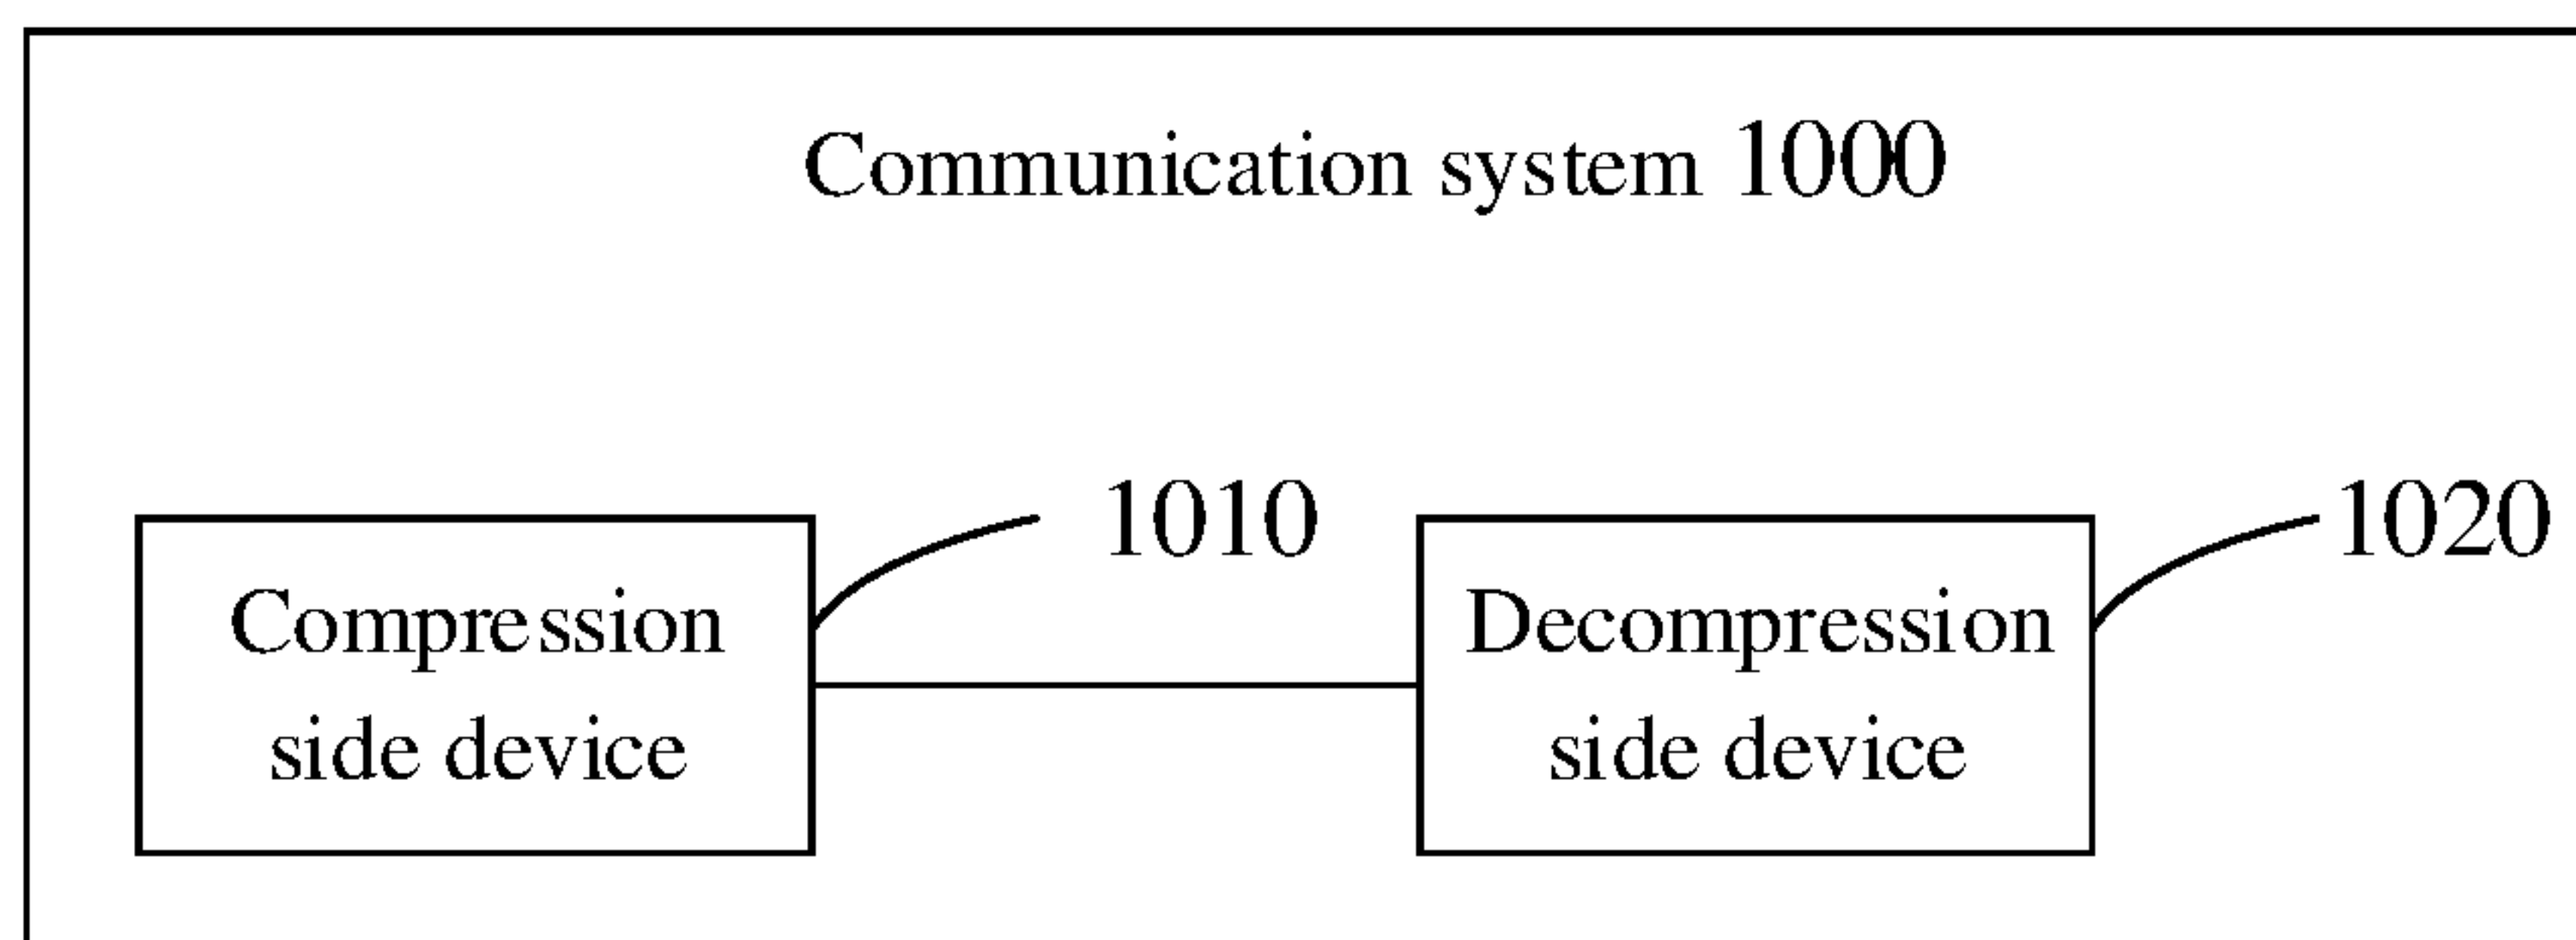 Communication system 1000
1010
1020
Compression
side device
Decompression
side device